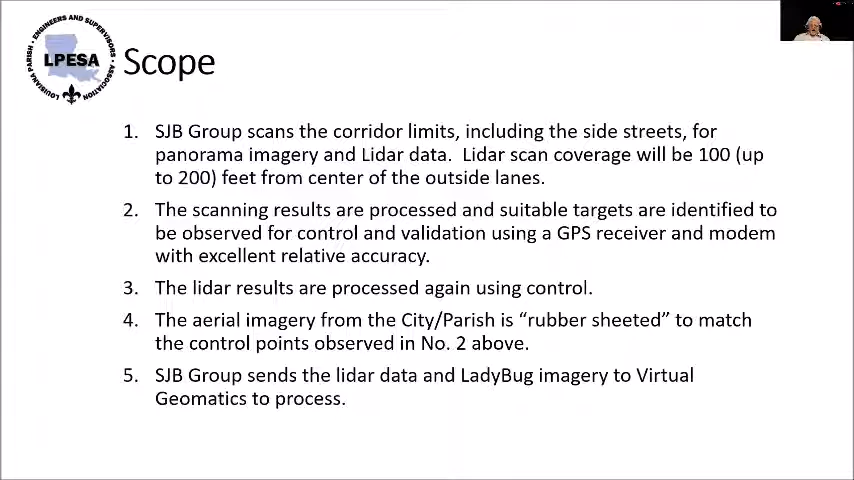 LOUISIANA PARISH · ENGINEERS AND SUPERVISORS · ASSOCIATION
LPESA
Scope
1. SJB Group scans the corridor limits, including the side streets, for
panorama imagery and Lidar data. Lidar scan coverage will be 100 (up
to 200) feet from center of the outside lanes.
2. The scanning results are processed and suitable targets are identified to
be observed for control and validation using a GPS receiver and modem
with excellent relative accuracy.
3. The lidar results are processed again using control.
4. The aerial imagery from the City/Parish is “rubber sheeted” to match
the control points observed in No. 2 above.
5. SJB Group sends the lidar data and LadyBug imagery to Virtual
Geomatics to process.